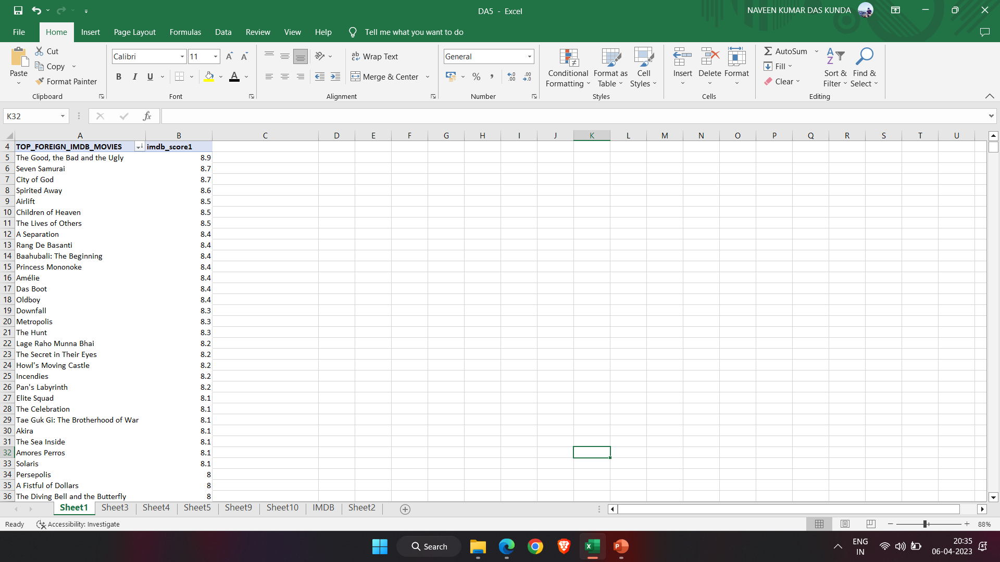 DA5 - Excel
NAVEEN KUMAR DAS KUNDA
File Home Insert Page Layout Formulas Data Review View Help Tell me what you want to do
Paste
Cut
Copy
Format Painter
Clipboard
Calibri 11
B I U
Font
Wrap Text
Merge & Center
Alignment
General
Number
Conditional Formatting
Format as Table
Cell Styles
Styles
Insert Delete Format
Cells
AutoSum
Fill
Clear
Sort & Filter
Find & Select
Editing
K32 fx
A B C D E F G H I J K L M N O P Q R S T U
4 TOP_FOREIGN_IMDB_MOVIES imdb_score1
5 The Good, the Bad and the Ugly 8.9
6 Seven Samurai 8.7
7 City of God 8.7
8 Spirited Away 8.6
9 Airlift 8.5
10 Children of Heaven 8.5
11 The Lives of Others 8.5
12 A Separation 8.4
13 Rang De Basanti 8.4
14 Baahubali: The Beginning 8.4
15 Princess Mononoke 8.4
16 Amélie 8.4
17 Das Boot 8.4
18 Oldboy 8.4
19 Downfall 8.3
20 Metropolis 8.3
21 The Hunt 8.3
22 Lage Raho Munna Bhai 8.2
23 The Secret in Their Eyes 8.2
24 Howl's Moving Castle 8.2
25 Incendies 8.2
26 Pan's Labyrinth 8.2
27 Elite Squad 8.1
28 The Celebration 8.1
29 Tae Guk Gi: The Brotherhood of War 8.1
30 Akira 8.1
31 The Sea Inside 8.1
32 Amores Perros 8.1
33 Solaris 8.1
34 Persepolis 8
35 A Fistful of Dollars 8
36 The Diving Bell and the Butterfly 8
Sheet1 Sheet3 Sheet4 Sheet5 Sheet9 Sheet10 IMDB Sheet2
Ready Accessibility: Investigate 88%
Search
ENG
IN
20:35
06-04-2023